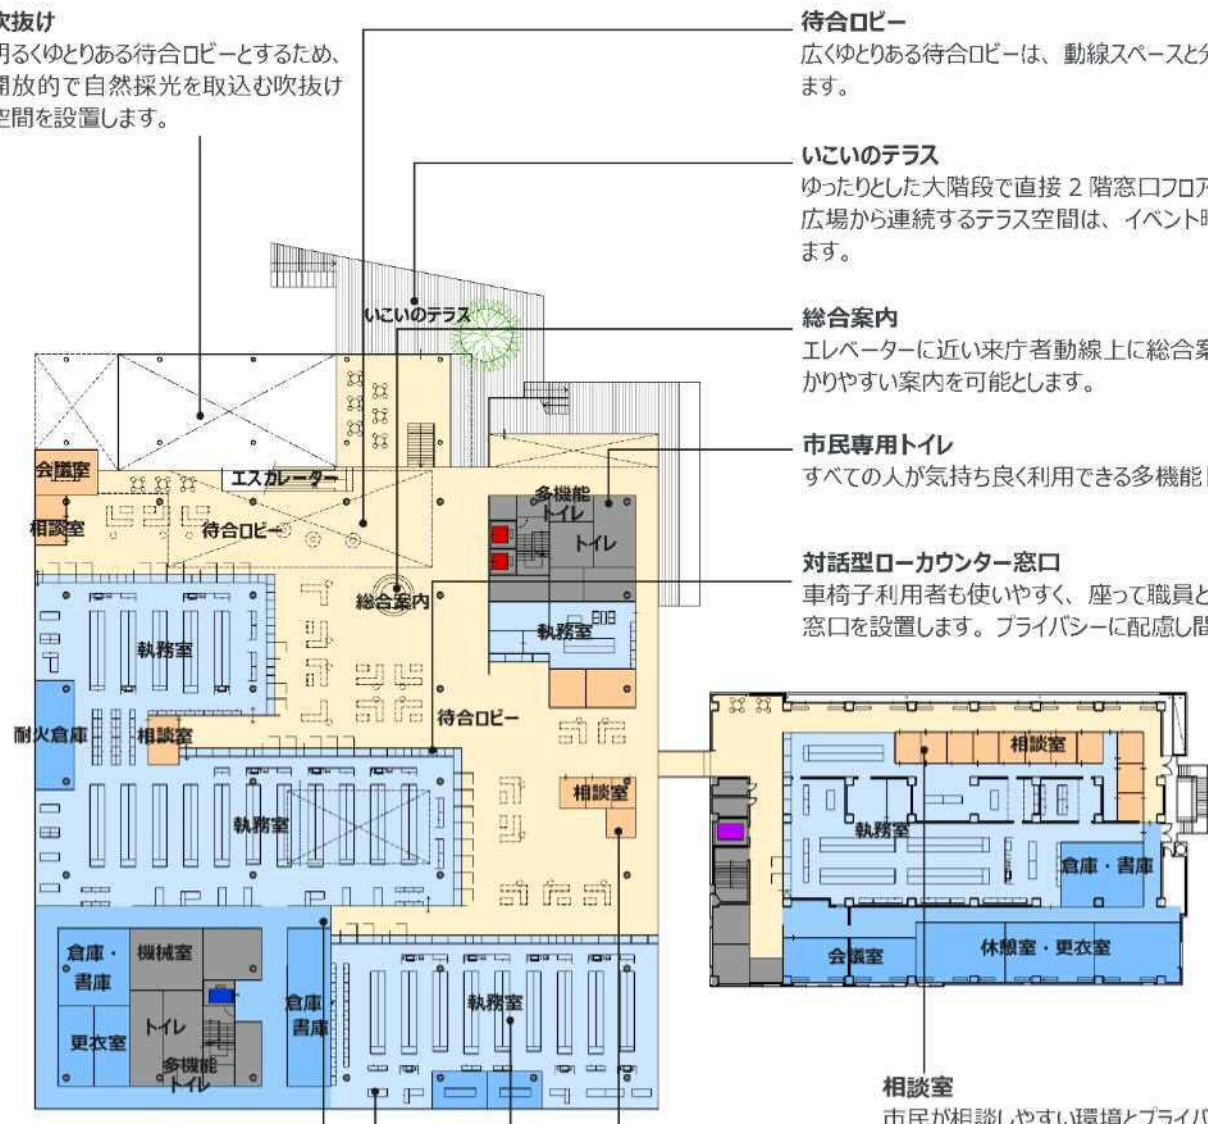 吹抜け
明るくゆとりある待合ロビーとするため、
開放的で自然採光を取込む吹抜け
空間を設置します。
待合ロビー
広くゆとりある待合ロビーは、動線スペースと分
ます。
いこいのテラス
ゆったりとした大階段で直接 2 階窓口フロア
広場から連続するテラス空間は、イベント時
ます。
総合案内
エレベーターに近い来庁者動線上に総合案
かりやすい案内を可能とします。
市民専用トイレ
すべての人が気持ち良く利用できる多機能ト
対話型ローカウンター窓口
車椅子利用者も使いやすく、座って職員と
窓口を設置します。プライバシーに配慮し間
いこいのテラス
会議室
エスカレーター
相談室
待合ロビー
多機能
トイレ
トイレ
総合案内
執務室
執務室
待合ロビー
耐火倉庫
相談室
相談室
執務室
相談室
執務室
倉庫・書庫
会議室
休憩室・更衣室
倉庫・
書庫
機械室
倉庫
書庫
執務室
更衣室
トイレ
多機能
トイレ
相談室
市民が相談しやすい環境とプライバ